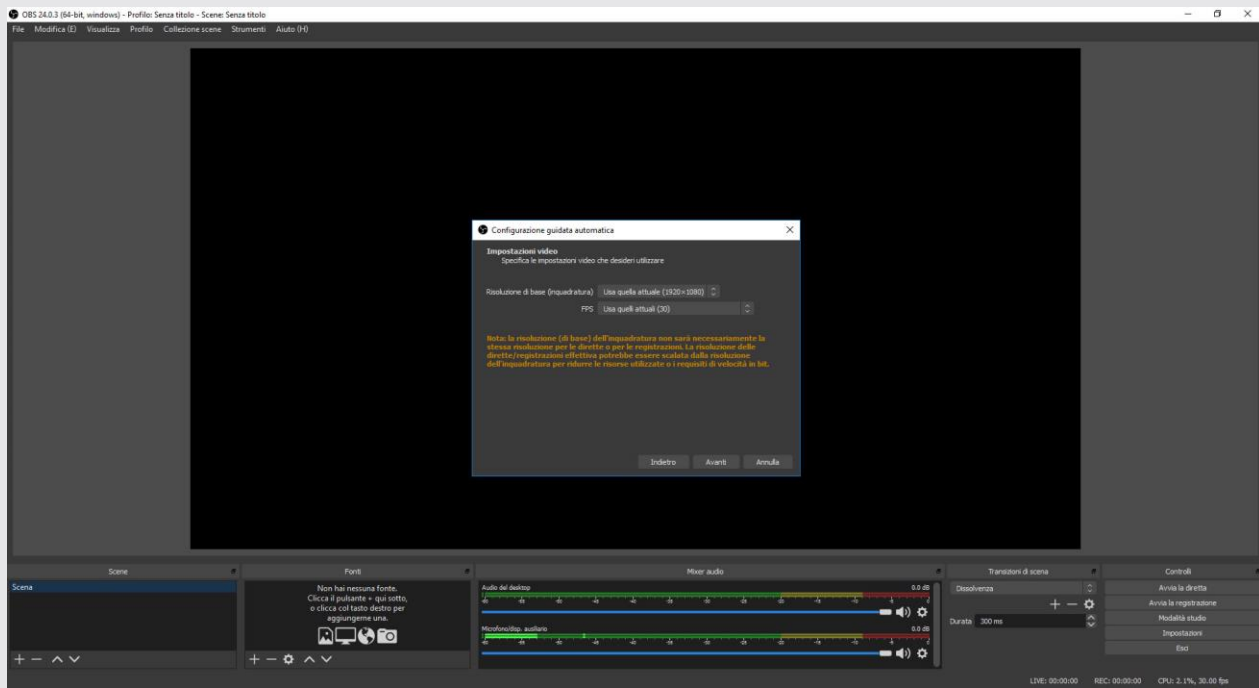 OBS 24.0.3 (64-bit, windows) - Profilo: Senza titolo - Scene: Senza titolo
File Modifica (E) Visualizza Profilo Collezione scene Strumenti Aiuto (H)
Configurazione guidata automatica
Impostazioni video
Specifica le impostazioni video che desideri utilizzare
Risoluzione di base (inquadratura) Usa quella attuale (1920×1080)
FPS Usa quelli attuali (30)
Nota: la risoluzione (di base) dell'inquadratura non sarà necessariamente la
stessa risoluzione per le dirette o per le registrazioni. La risoluzione delle
dirette/registrazioni effettiva potrebbe essere scalata dalla risoluzione
dell'inquadratura per ridurre le risorse utilizzate o i requisiti di velocità in bit.
Indietro Avanti Annulla
Scene
Scena
Fonti
Non hai nessuna fonte.
Clicca il pulsante + qui sotto,
o clicca col tasto destro per
aggiungerne una.
Mixer audio
Audio del desktop 0.0 dB
Microfono/disp. ausiliario 0.0 dB
Transizioni di scena
Dissolvenza
Durata 300 ms
Controlli
Avvia la diretta
Avvia la registrazione
Modalità studio
Impostazioni
Esci
LIVE: 00:00:00 REC: 00:00:00 CPU: 2.1%, 30.00 fps